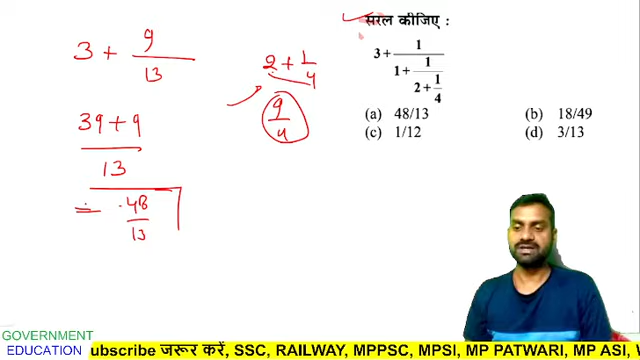 सरल कीजिए :
3 + 1
1 + 1
2 + 1
4
(a) 48/13 (b) 18/49
(c) 1/12 (d) 3/13
3 + 9
13
39 + 9
13
= 48
13
2 + 1
4
9
4
GOVERNMENT
EDUCATION
ubscribe जरूर करें, SSC, RAILWAY, MPPSC, MPSI, MP PATWARI, MP ASI,